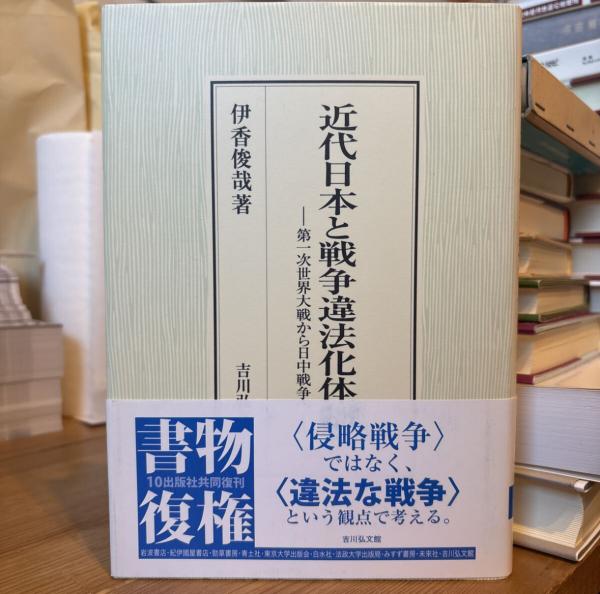 近代日本と戦争違法化体
―第一次世界大戦から日中戦争
伊香俊哉著
吉川弘
書物
10出版社共同復刊
復権
〈侵略戦争〉
ではなく、
〈違法な戦争〉
という観点で考える。
吉川弘文館
岩波書店・紀伊國屋書店・勁草書房・青土社・東京大学出版会・白水社・法政大学出版局・みすず書房・未来社・吉川弘文館